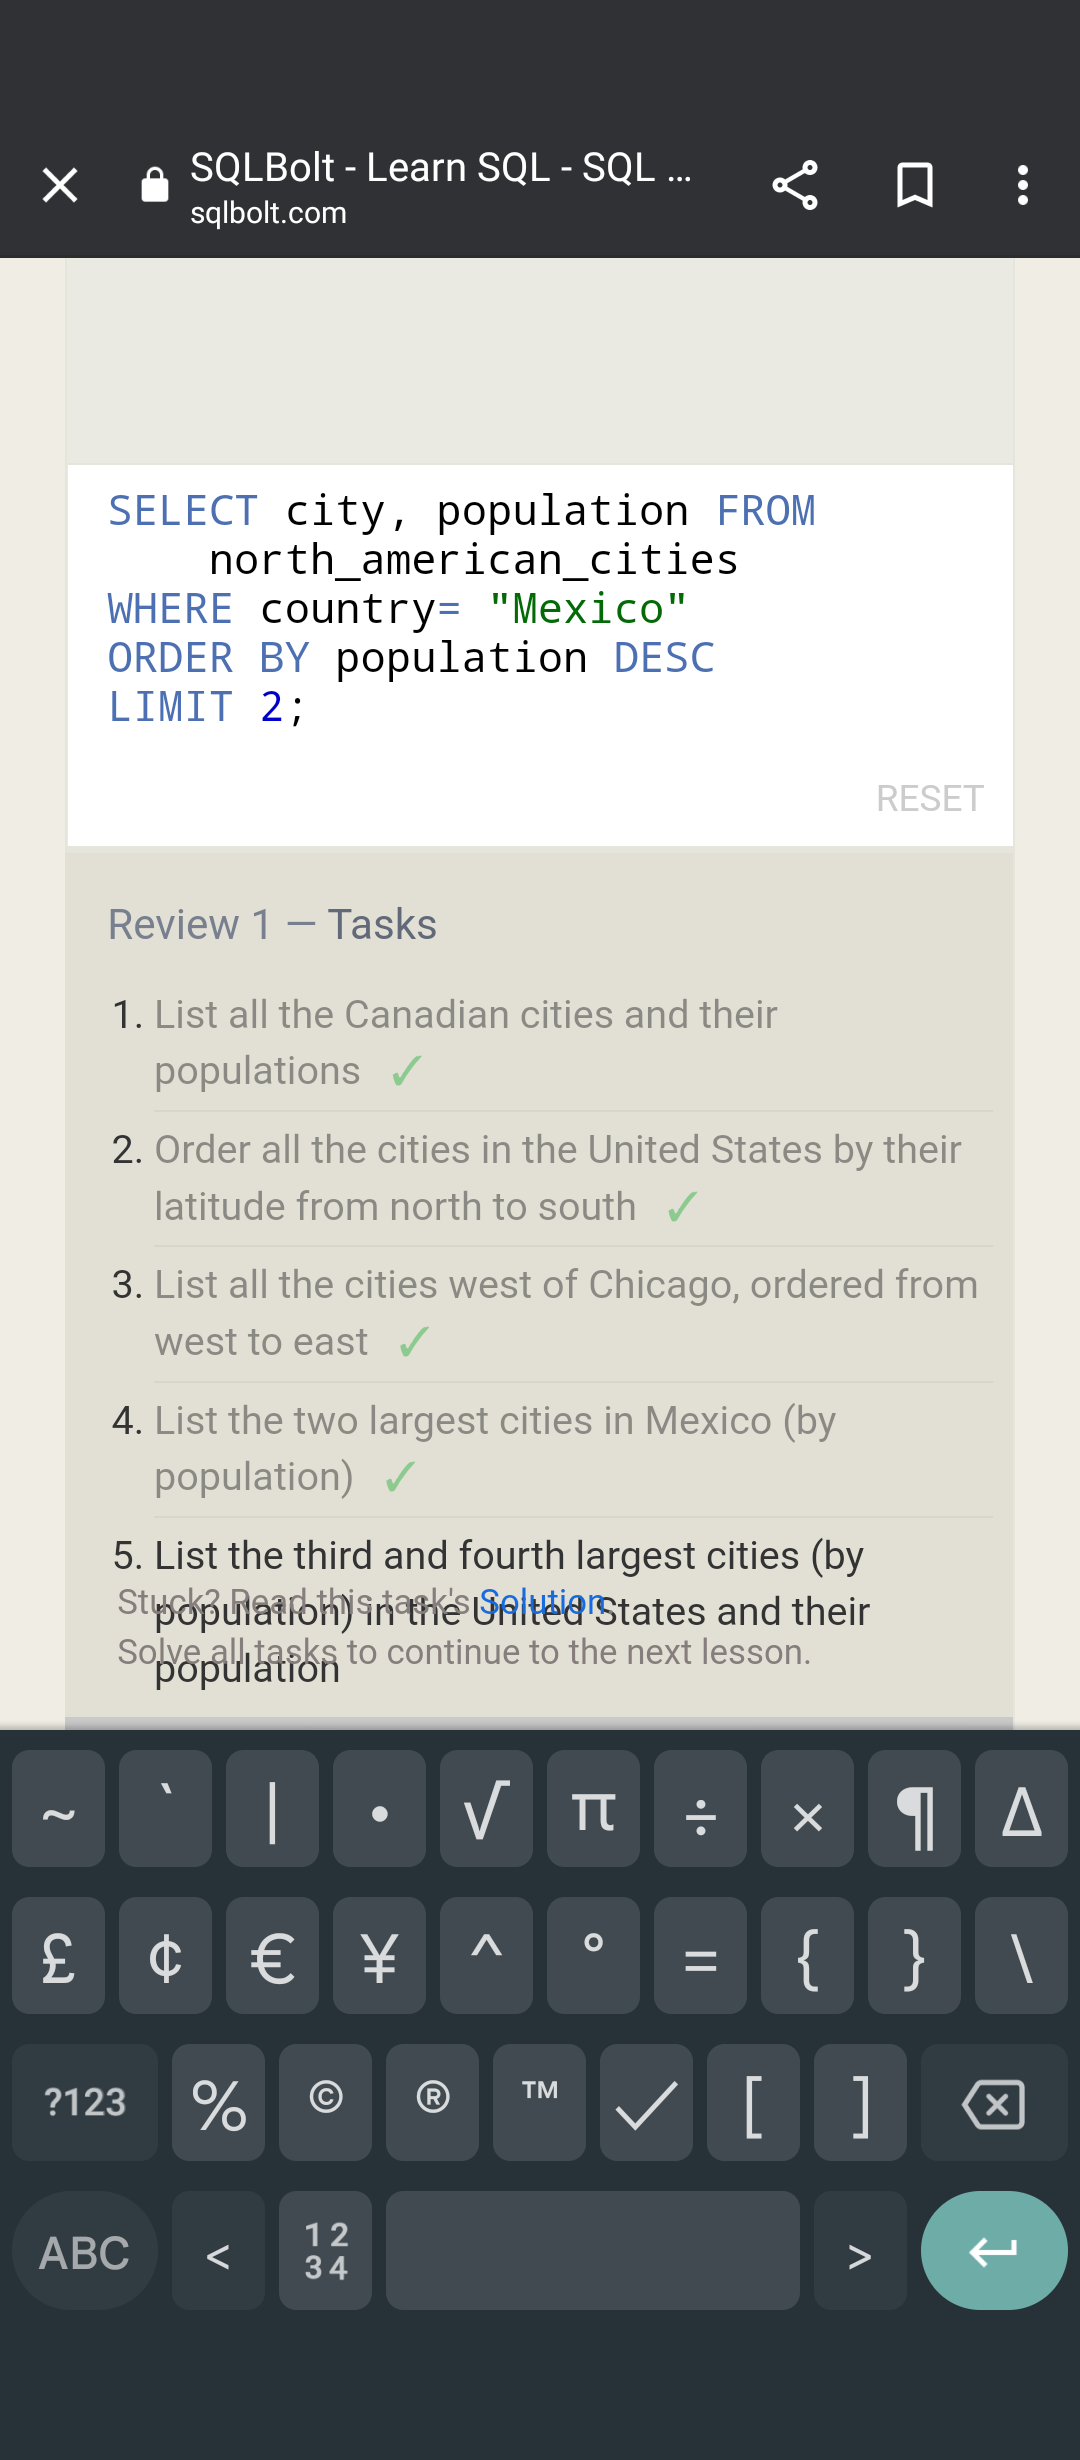 SQLBolt - Learn SQL - SQL ...
sqlbolt.com
SELECT city, population FROM
north_american_cities
WHERE country= "Mexico"
ORDER BY population DESC
LIMIT 2;
RESET
Review 1 — Tasks
1. List all the Canadian cities and their
populations ✓
2. Order all the cities in the United States by their
latitude from north to south ✓
3. List all the cities west of Chicago, ordered from
west to east ✓
4. List the two largest cities in Mexico (by
population) ✓
5. List the third and fourth largest cities (by
Stuck? Read this task's Solution.
population) in the United States and their
Solve all tasks to continue to the next lesson.
population
~ ` | • √ π ÷ × ¶ Δ
£ ¢ € ¥ ^ ° = { } \
?123 % © ® ™ ✓ [ ]
ABC < 12 >
34